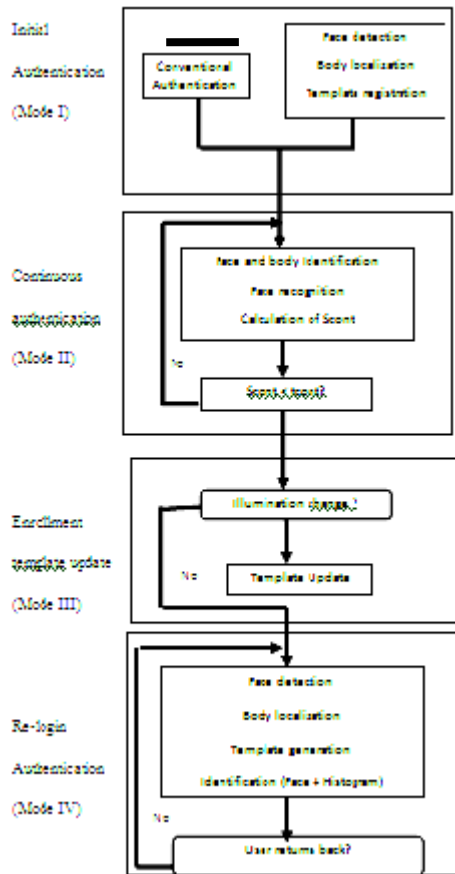 Initial
Authentication
(Mode I)
Conventional
Authentication
Face detection
Body localization
Template registration
Continuous
authentication
(Mode II)
Face and body Identification
Face recognition
Calculation of Scont
No
Enrollment
template update
(Mode III)
Illumination change ?
No
Template Update
Re-login
Authentication
(Mode IV)
Face detection
Body localization
Template generation
Identification (Face + Histogram)
No
User returns back?